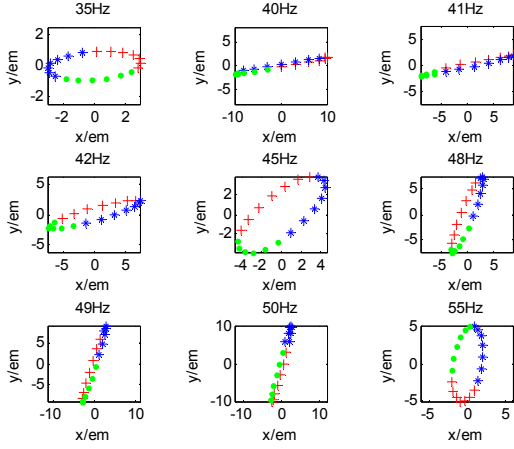 35Hz 40Hz 41Hz
2 0 -2 y/em -2 0 2 x/em
5 0 -5 y/em -10 0 10 x/em
5 0 -5 y/em -5 0 5 x/em
42Hz 45Hz 48Hz
5 0 -5 y/em -5 0 5 x/em
2 0 -2 -4 y/em -4 -2 0 2 4 x/em
5 0 -5 y/em -5 0 5 x/em
49Hz 50Hz 55Hz
5 0 -5 y/em -10 0 10 x/em
10 0 -10 y/em -10 0 10 x/em
5 0 -5 y/em -5 0 5 x/em